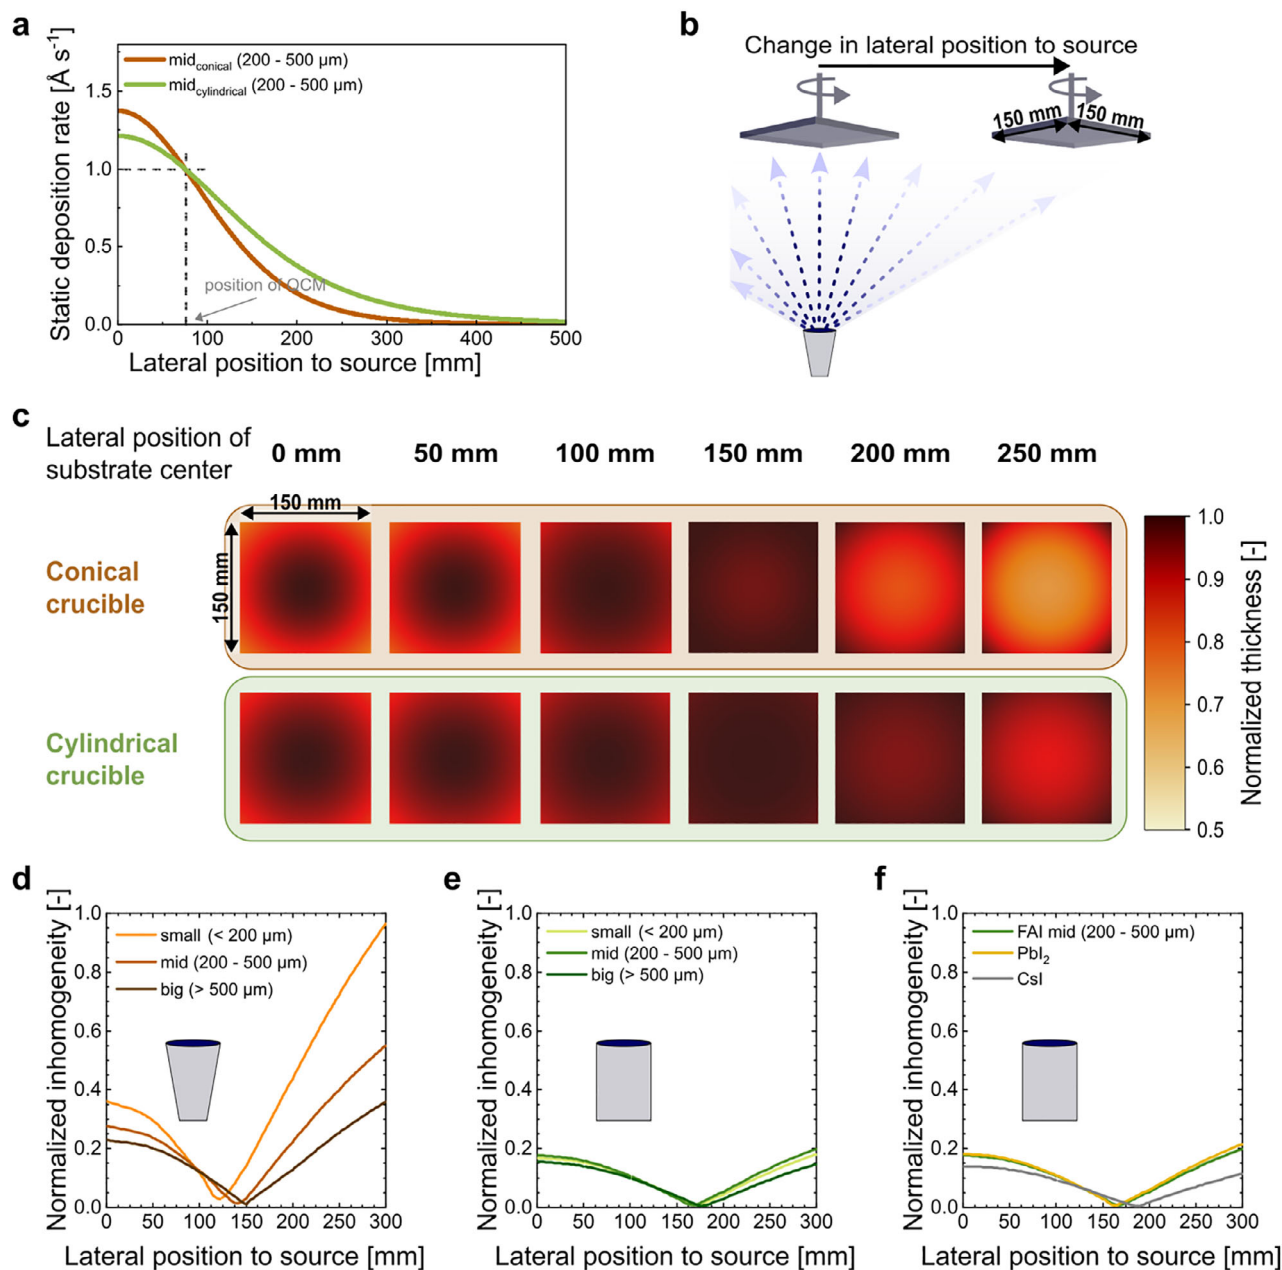 a
Static deposition rate [Å s-1]
mid conical (200 - 500 µm)
mid cylindrical (200 - 500 µm)
1.5
1.0
0.5
0.0
position of QCM
0 100 200 300 400 500
Lateral position to source [mm]
b
Change in lateral position to source
150 mm 150 mm
c
Lateral position of
substrate center
0 mm 50 mm 100 mm 150 mm 200 mm 250 mm
150 mm
150 mm
Conical
crucible
Cylindrical
crucible
1.0
0.9
0.8
0.7
0.6
0.5
Normalized thickness [-]
d
Normalized inhomogeneity [-]
1.0
0.8
0.6
0.4
0.2
0.0
small (< 200 µm)
mid (200 - 500 µm)
big (> 500 µm)
0 50 100 150 200 250 300
Lateral position to source [mm]
e
Normalized inhomogeneity [-]
1.0
0.8
0.6
0.4
0.2
0.0
small (< 200 µm)
mid (200 - 500 µm)
big (> 500 µm)
0 50 100 150 200 250 300
Lateral position to source [mm]
f
Normalized inhomogeneity [-]
1.0
0.8
0.6
0.4
0.2
0.0
FAI mid (200 - 500 µm)
PbI2
CsI
0 50 100 150 200 250 300
Lateral position to source [mm]